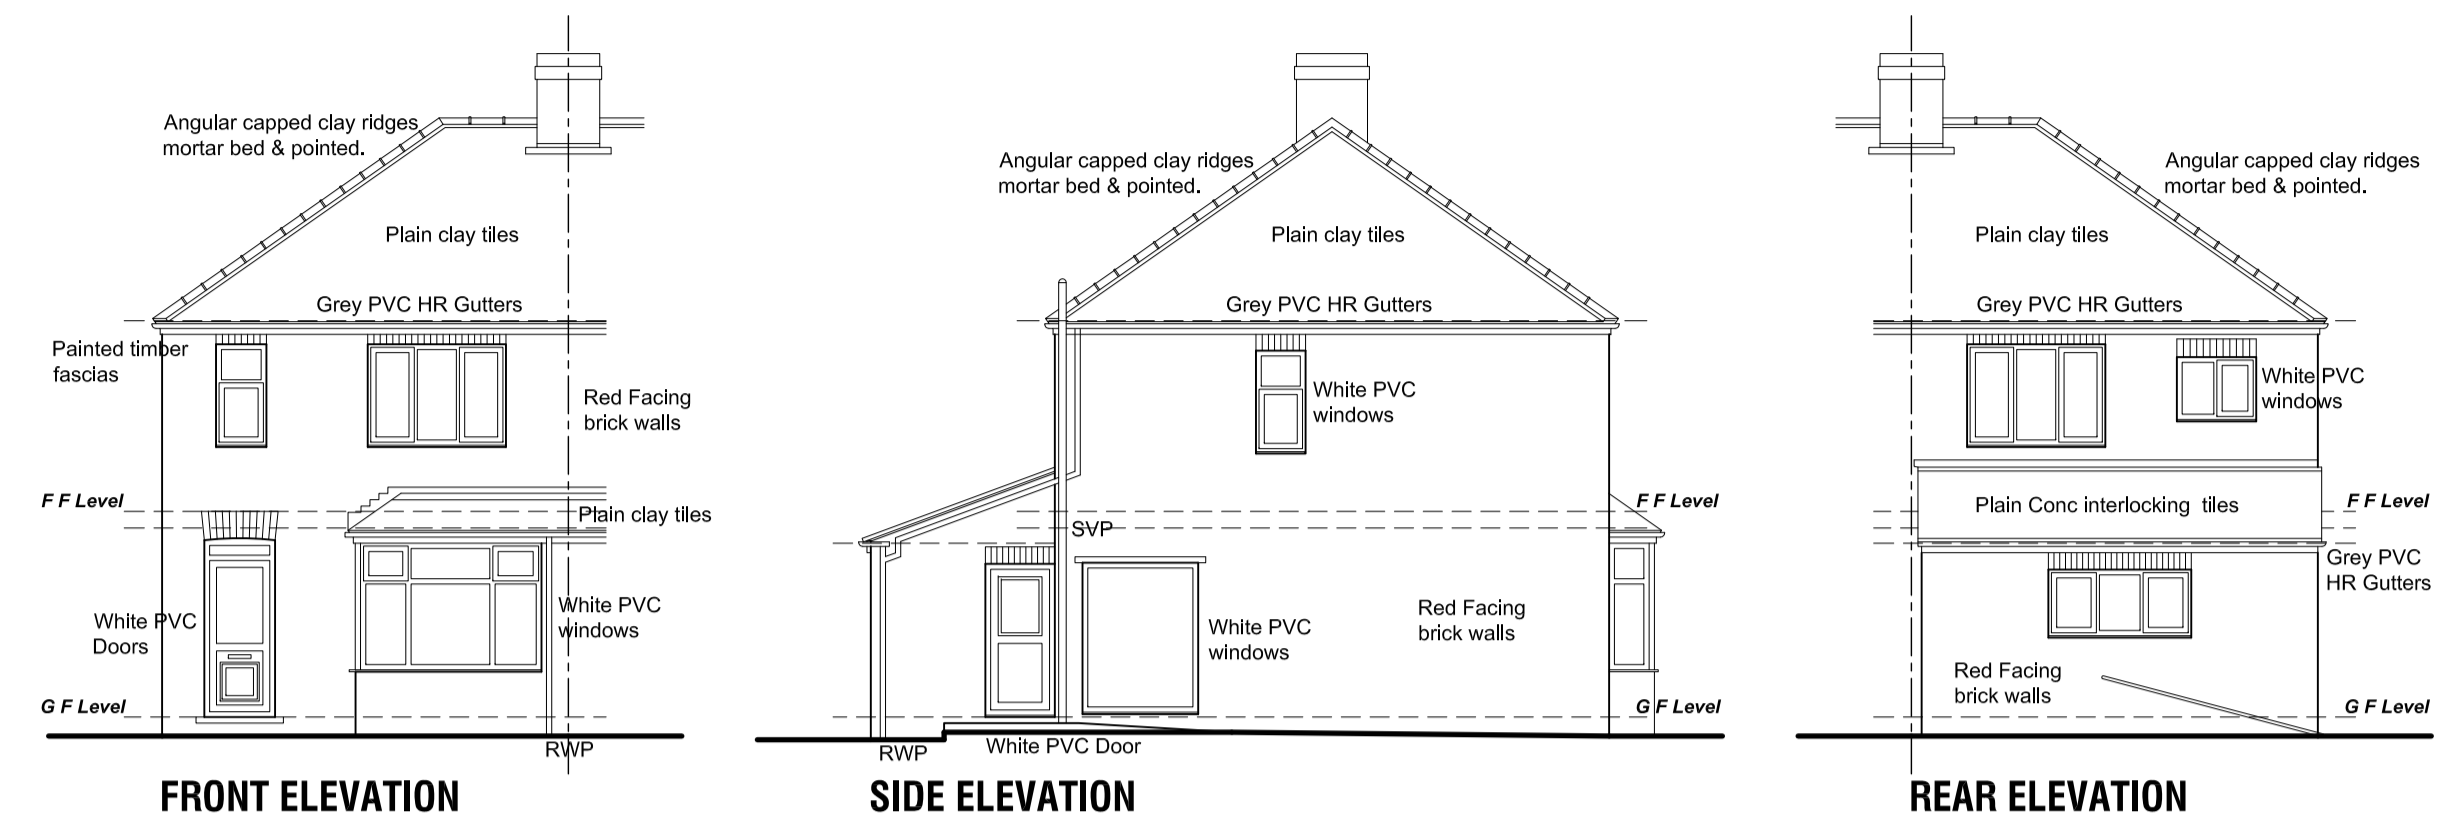 Angular capped clay ridges
mortar bed & pointed.
Plain clay tiles
Grey PVC HR Gutters
Painted timber
fascias
Red Facing
brick walls
F F Level
Plain clay tiles
White PVC
Doors
White PVC
windows
G F Level
RWP
FRONT ELEVATION
Angular capped clay ridges
mortar bed & pointed.
Plain clay tiles
Grey PVC HR Gutters
White PVC
windows
F F Level
SVP
White PVC
windows
Red Facing
brick walls
G F Level
RWP
White PVC Door
SIDE ELEVATION
Angular capped clay ridges
mortar bed & pointed.
Plain clay tiles
Grey PVC HR Gutters
White PVC
windows
F F Level
Plain Conc interlocking tiles
Grey PVC
HR Gutters
Red Facing
brick walls
G F Level
REAR ELEVATION